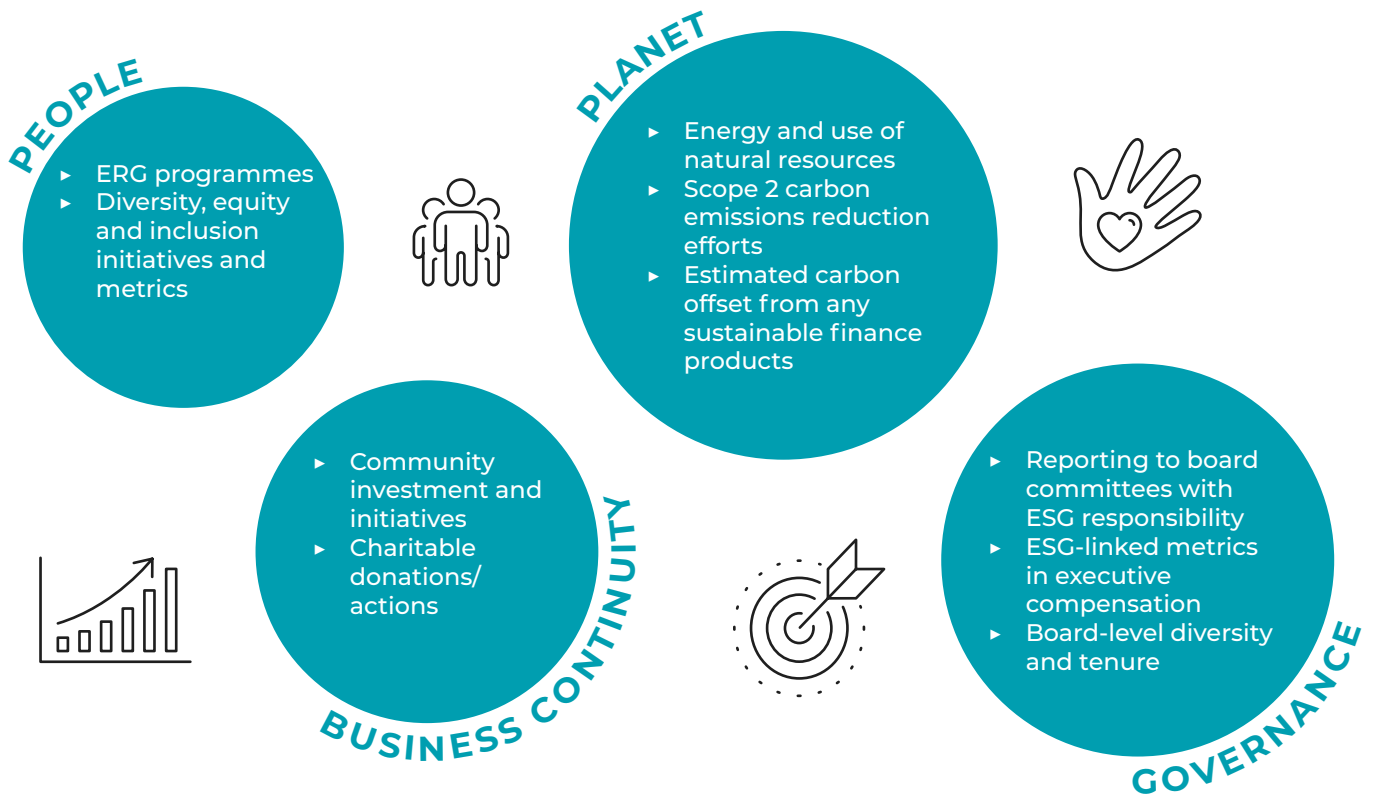 PEOPLE
▸ ERG programmes
▸ Diversity, equity
and inclusion
initiatives and
metrics
PLANET
▸ Energy and use of
natural resources
▸ Scope 2 carbon
emissions reduction
efforts
▸ Estimated carbon
offset from any
sustainable finance
products
▸ Community
investment and
initiatives
▸ Charitable
donations/
actions
BUSINESS CONTINUITY
▸ Reporting to board
committees with
ESG responsibility
▸ ESG-linked metrics
in executive
compensation
▸ Board-level diversity
and tenure
GOVERNANCE